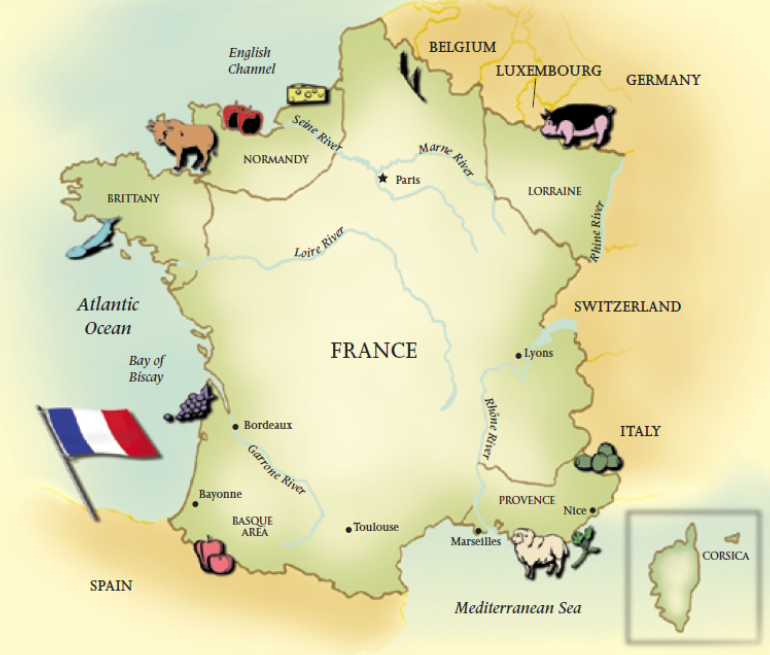 English
Channel
BELGIUM
LUXEMBOURG
GERMANY
Seine River
NORMANDY
Marne River
Paris
BRITTANY
LORRAINE
Rhine River
Loire River
Atlantic
Ocean
SWITZERLAND
FRANCE
Lyons
Bay of
Biscay
Rhône River
Bordeaux
ITALY
Garrone River
Bayonne
PROVENCE
Nice
BASQUE
AREA
Toulouse
Marseilles
CORSICA
SPAIN
Mediterranean Sea